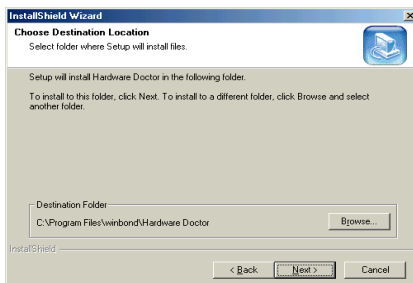 InstallShield Wizard
Choose Destination Location
Select folder where Setup will install files.
Setup will install Hardware Doctor in the following folder.
To install to this folder, click Next. To install to a different folder, click Browse and select
another folder.
Destination Folder
C:\Program Files\winbond\Hardware Doctor
Browse...
InstallShield
< Back
Next >
Cancel